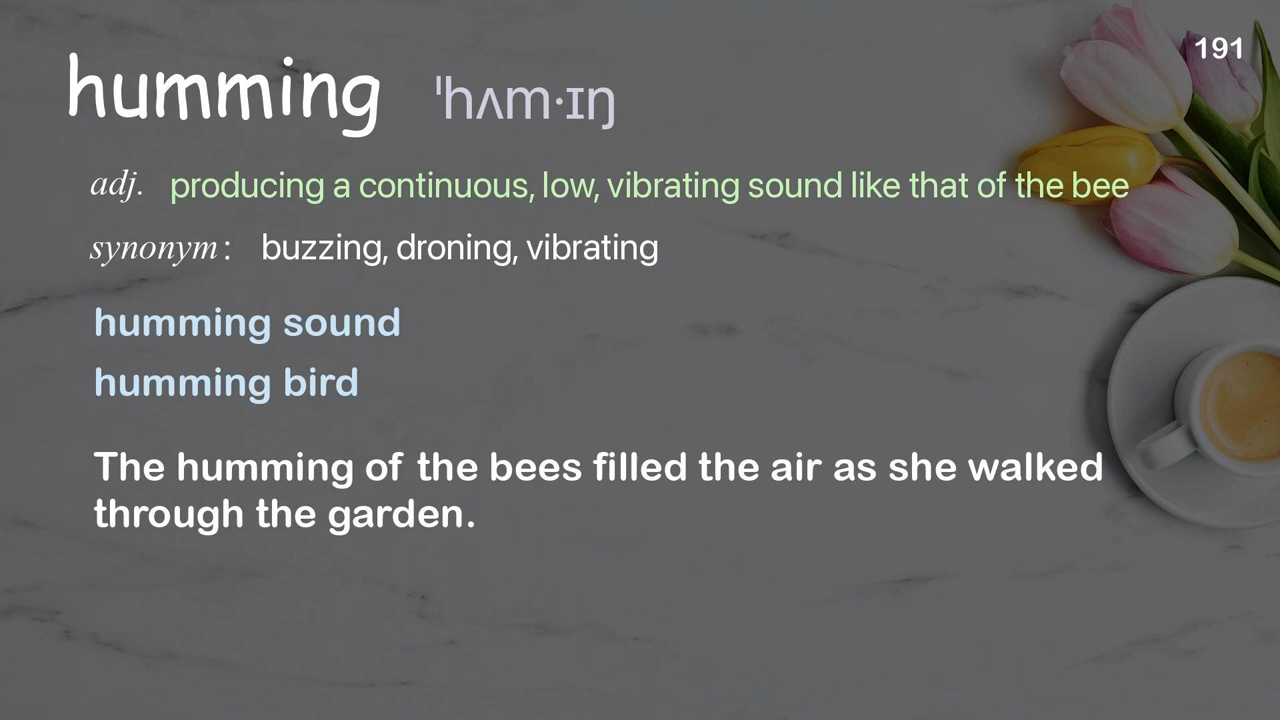 191
humming ˈhʌm·ɪŋ
adj. producing a continuous, low, vibrating sound like that of the bee
synonym: buzzing, droning, vibrating
humming sound
humming bird
The humming of the bees filled the air as she walked
through the garden.